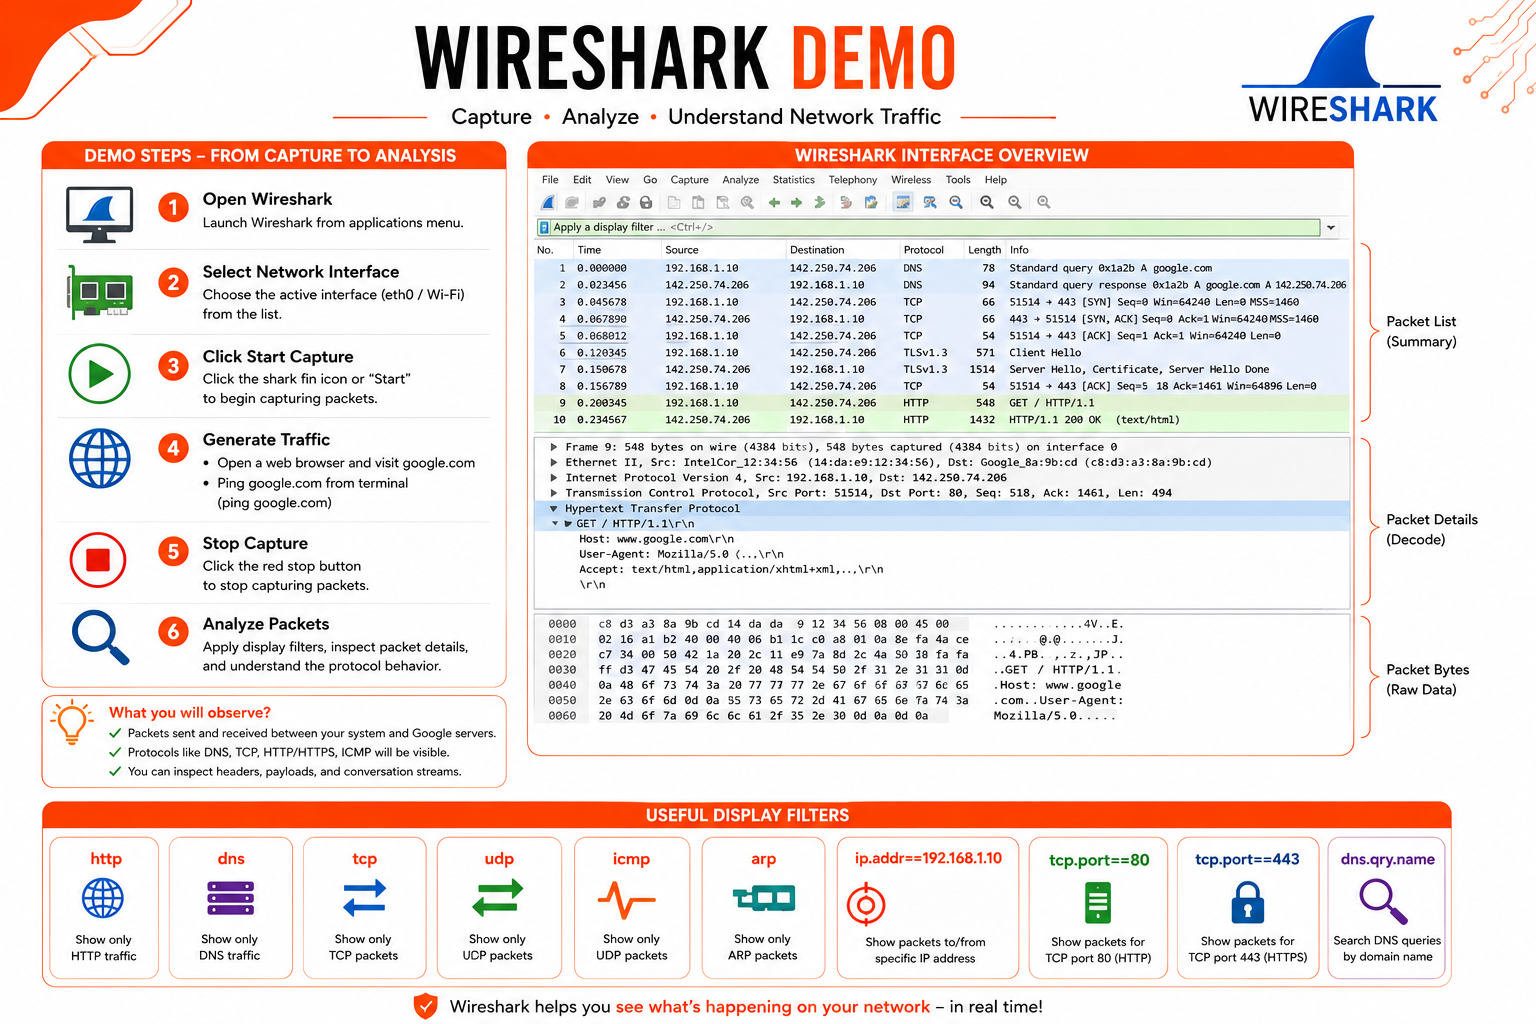 WIRESHARK DEMO
Capture • Analyze • Understand Network Traffic
WIRESHARK
DEMO STEPS – FROM CAPTURE TO ANALYSIS
1
Open Wireshark
Launch Wireshark from applications menu.
2
Select Network Interface
Choose the active interface (eth0 / Wi-Fi)
from the list.
3
Click Start Capture
Click the shark fin icon or “Start”
to begin capturing packets.
4
Generate Traffic
• Open a web browser and visit google.com
• Ping google.com from terminal
(ping google.com)
5
Stop Capture
Click the red stop button
to stop capturing packets.
6
Analyze Packets
Apply display filters, inspect packet details,
and understand the protocol behavior.
What you will observe?
Packets sent and received between your system and Google servers.
Protocols like DNS, TCP, HTTP/HTTPS, ICMP will be visible.
You can inspect headers, payloads, and conversation streams.
WIRESHARK INTERFACE OVERVIEW
File Edit View Go Capture Analyze Statistics Telephony Wireless Tools Help
Apply a display filter ... <Ctrl+/>
No. Time Source Destination Protocol Length Info
1 0.000000 192.168.1.10 142.250.74.206 DNS 78 Standard query 0x1a2b A google.com
2 0.023456 142.250.74.206 192.168.1.10 DNS 94 Standard query response 0x1a2b A google.com A 142.250.74.206
3 0.045678 192.168.1.10 142.250.74.206 TCP 66 51514 → 443 [SYN] Seq=0 Win=64240 Len=0 MSS=1460
4 0.067890 142.250.74.206 192.168.1.10 TCP 66 443 → 51514 [SYN, ACK] Seq=0 Ack=1 Win=64240 MSS=1460
5 0.068012 192.168.1.10 142.250.74.206 TCP 54 51514 → 443 [ACK] Seq=1 Ack=1 Win=64240 Len=0
6 0.120345 192.168.1.10 142.250.74.206 TLSv1.3 571 Client Hello
7 0.150678 192.168.1.10 142.250.74.206 TLSv1.3 1514 Server Hello, Certificate, Server Hello Done
8 0.156789 192.168.1.10 142.250.74.206 TCP 54 51514 → 443 [ACK] Seq=5 18 Ack=1461 Win=64896 Len=0
9 0.200345 192.168.1.10 142.250.74.206 HTTP 548 GET / HTTP/1.1
10 0.234567 142.250.74.206 192.168.1.10 HTTP 1432 HTTP/1.1 200 OK (text/html)
Packet List
(Summary)
Frame 9: 548 bytes on wire (4384 bits), 548 bytes captured (4384 bits) on interface 0
Ethernet II, Src: IntelCor_12:34:56 (14:da:e9:12:34:56), Dst: Google_8a:9b:cd (c8:d3:a3:8a:9b:cd)
Internet Protocol Version 4, Src: 192.168.1.10, Dst: 142.250.74.206
Transmission Control Protocol, Src Port: 51514, Dst Port: 80, Seq: 518, Ack: 1461, Len: 494
Hypertext Transfer Protocol
GET / HTTP/1.1\r\n
Host: www.google.com\r\n
User-Agent: Mozilla/5.0 (..,\r\n
Accept: text/html,application/xhtml+xml,..,\r\n
\r\n
Packet Details
(Decode)
0000 c8 d3 a3 8a 9b cd 14 da da 9 12 34 56 08 00 45 00 ............4V..E.
0010 02 16 a1 b2 40 00 40 06 b1 1c c0 a8 01 0a 8e fa 4a ce
0020 c7 34 00 50 42 1a 20 2c 11 e9 7a 8d 2c 4a 50 18 fa fa
0030 ff d3 47 45 54 20 2f 20 48 54 54 50 2f 31 2e 31 31 0d ..GET / HTTP/1.1.
0040 0a 48 6f 73 74 3a 20 77 77 77 2e 67 6f 6f 67 67 6c 65 .Host: www.google
0050 2e 63 6f 6d 0d 0a 55 73 65 72 2d 41 67 65 6e fa 74 3a .com..User-Agent:
0060 20 4d 6f 7a 69 6c 6c 61 2f 35 2e 30 0d 0a 0d 0a Mozilla/5.0.....
Packet Bytes
(Raw Data)
USEFUL DISPLAY FILTERS
http
Show only
HTTP traffic
dns
Show only
DNS traffic
tcp
Show only
TCP packets
udp
Show only
UDP packets
icmp
Show only
UDP packets
arp
Show only
ARP packets
ip.addr==192.168.1.10
Show packets to/from
specific IP address
tcp.port==80
Show packets for
TCP port 80 (HTTP)
tcp.port==443
Show packets for
TCP port 443 (HTTPS)
dns.qry.name
Search DNS queries
by domain name
Wireshark helps you see what’s happening on your network – in real time!